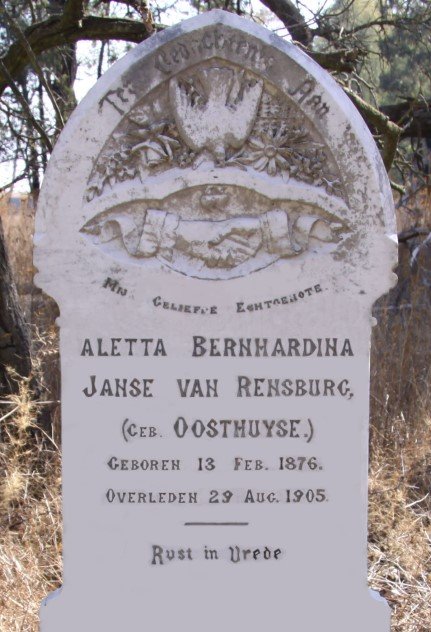 Ter Gedachtenis Aan
Mijn Geliefde Echtgenote
Aletta Bernhardina
Janse van Rensburg,
(Geb. Oosthuyse.)
Geboren 13 Feb. 1876.
Overleden 29 Aug. 1905.
Rust in Vrede